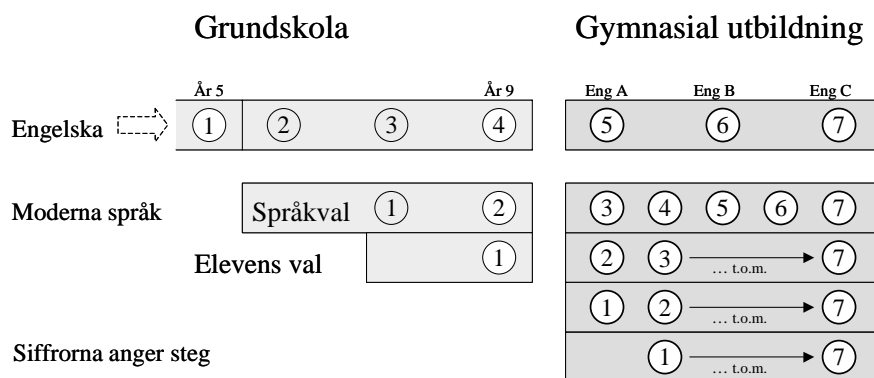 Grundskola Gymnasial utbildning
År 5 År 9 Eng A Eng B Eng C
Engelska 1 2 3 4 5 6 7
Moderna språk Språkval 1 2 3 4 5 6 7
Elevens val 1 2 3 ... t.o.m. 7
1 2 ... t.o.m. 7
Siffrorna anger steg 1 ... t.o.m. 7